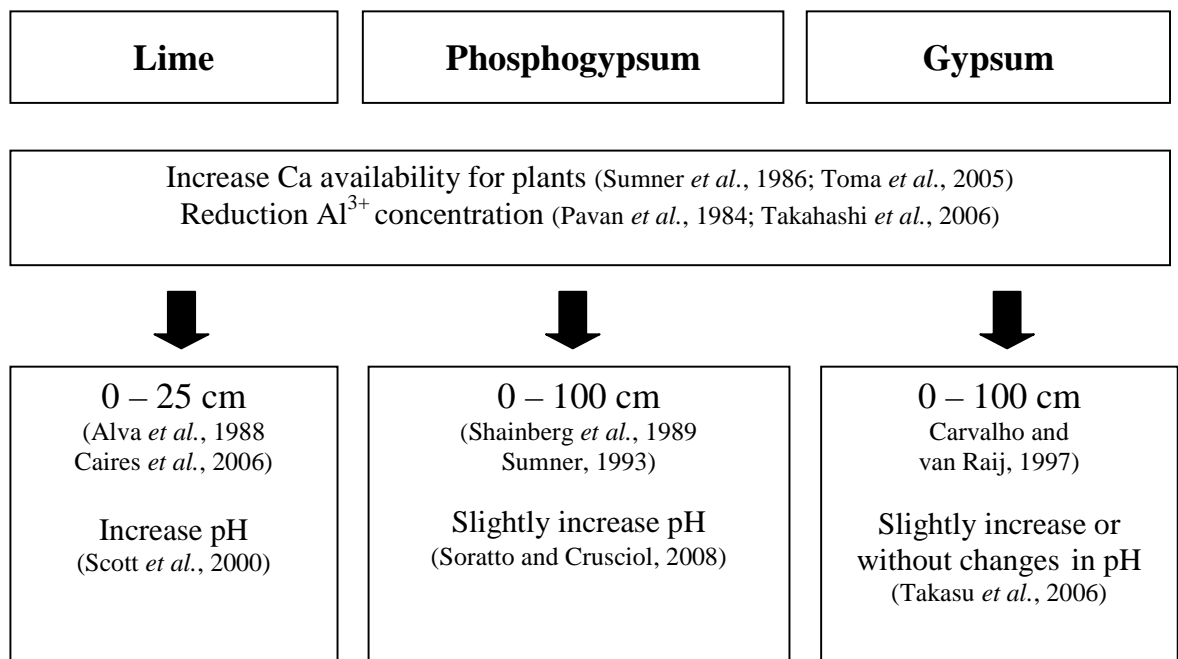 Lime
Phosphogypsum
Gypsum
Increase Ca availability for plants (Sumner et al., 1986; Toma et al., 2005)
Reduction Al³⁺ concentration (Pavan et al., 1984; Takahashi et al., 2006)
0 – 25 cm
(Alva et al., 1988
Caires et al., 2006)
Increase pH
(Scott et al., 2000)
0 – 100 cm
(Shainberg et al., 1989
Sumner, 1993)
Slightly increase pH
(Soratto and Crusciol, 2008)
0 – 100 cm
Carvalho and
van Raij, 1997)
Slightly increase or
without changes in pH
(Takasu et al., 2006)